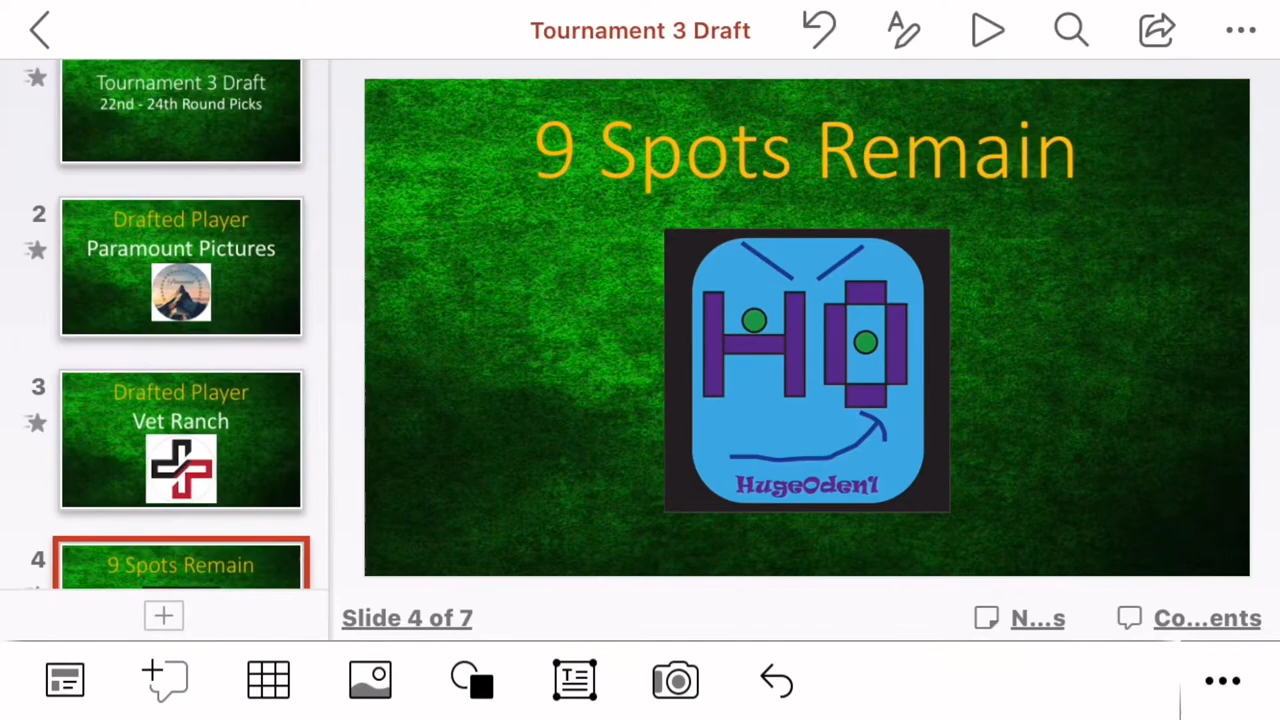 Tournament 3 Draft
Tournament 3 Draft
22nd - 24th Round Picks
2
Drafted Player
Paramount Pictures
3
Drafted Player
Vet Ranch
4
9 Spots Remain
9 Spots Remain
HO
HugeOden1
Slide 4 of 7
N...s
Co...ents